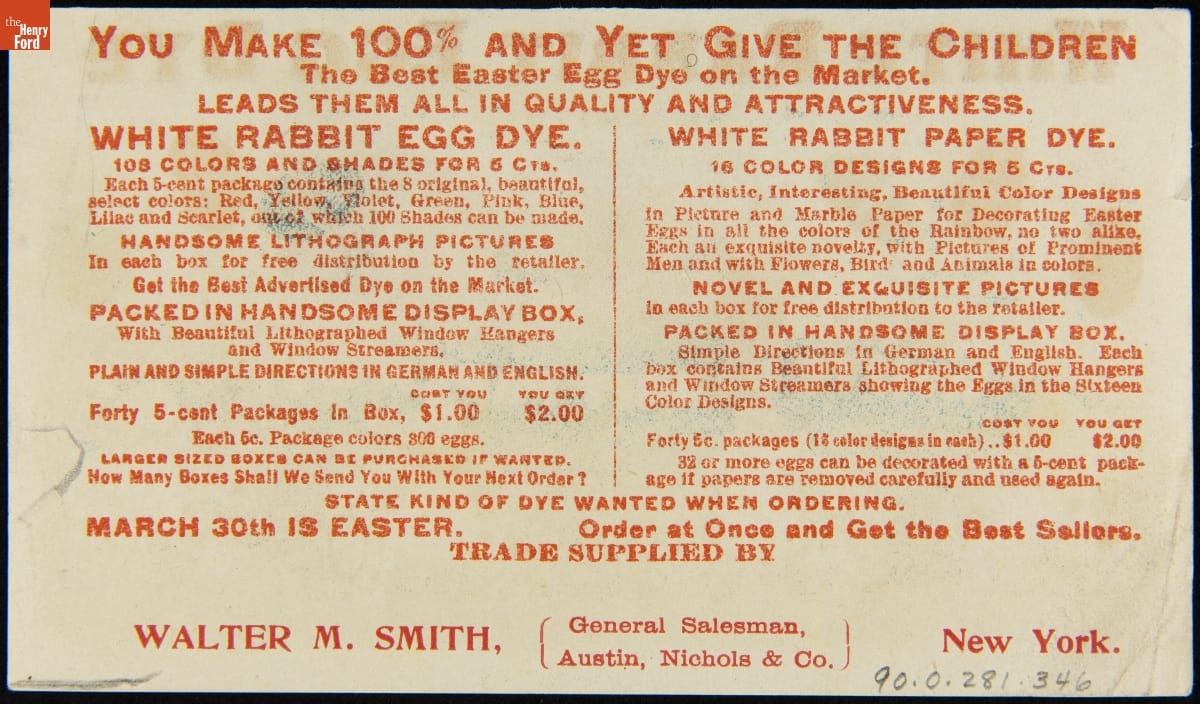 the
Henry
Ford
YOU MAKE 100% AND YET GIVE THE CHILDREN
The Best Easter Egg Dye on the Market.
LEADS THEM ALL IN QUALITY AND ATTRACTIVENESS.
WHITE RABBIT EGG DYE.
108 COLORS AND SHADES FOR 5 CTS.
Each 5-cent package contains the 8 original, beautiful,
select colors: Red, Yellow, Violet, Green, Pink, Blue,
Lilac and Scarlet, out of which 100 Shades can be made.
HANDSOME LITHOGRAPH PICTURES
In each box for free distribution by the retailer.
Get the Best Advertised Dye on the Market.
PACKED IN HANDSOME DISPLAY BOX,
With Beautiful Lithographed Window Hangers
and Window Streamers.
PLAIN AND SIMPLE DIRECTIONS IN GERMAN AND ENGLISH.
COST YOU YOU GET
Forty 5-cent Packages in Box, $1.00 $2.00
Each 5c. Package colors 300 eggs.
LARGER SIZED BOXES CAN BE PURCHASED IF WANTED.
How Many Boxes Shall We Send You With Your Next Order?
WHITE RABBIT PAPER DYE.
16 COLOR DESIGNS FOR 5 CTS.
Artistic, Interesting, Beautiful Color Designs
in Picture and Marble Paper for Decorating Easter
Eggs in all the colors of the Rainbow, no two alike.
Each an exquisite novelty, with Pictures of Prominent
Men and with Flowers, Birds and Animals in colors.
NOVEL AND EXQUISITE PICTURES
in each box for free distribution to the retailer.
PACKED IN HANDSOME DISPLAY BOX.
Simple Directions in German and English. Each
box contains Beautiful Lithographed Window Hangers
and Window Streamers showing the Eggs in the Sixteen
Color Designs.
COST YOU YOU GET
Forty 5c. packages (16 color designs in each)..$1.00 $2.00
32 or more eggs can be decorated with a 5-cent pack-
age if papers are removed carefully and used again.
STATE KIND OF DYE WANTED WHEN ORDERING.
MARCH 30th IS EASTER. Order at Once and Get the Best Sellers.
TRADE SUPPLIED BY
WALTER M. SMITH, General Salesman, Austin, Nichols & Co. New York.
90.0.281.346